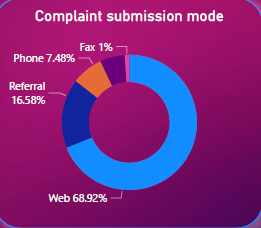 Complaint submission mode
Fax 1%
Phone 7.48%
Referral
16.58%
Web 68.92%